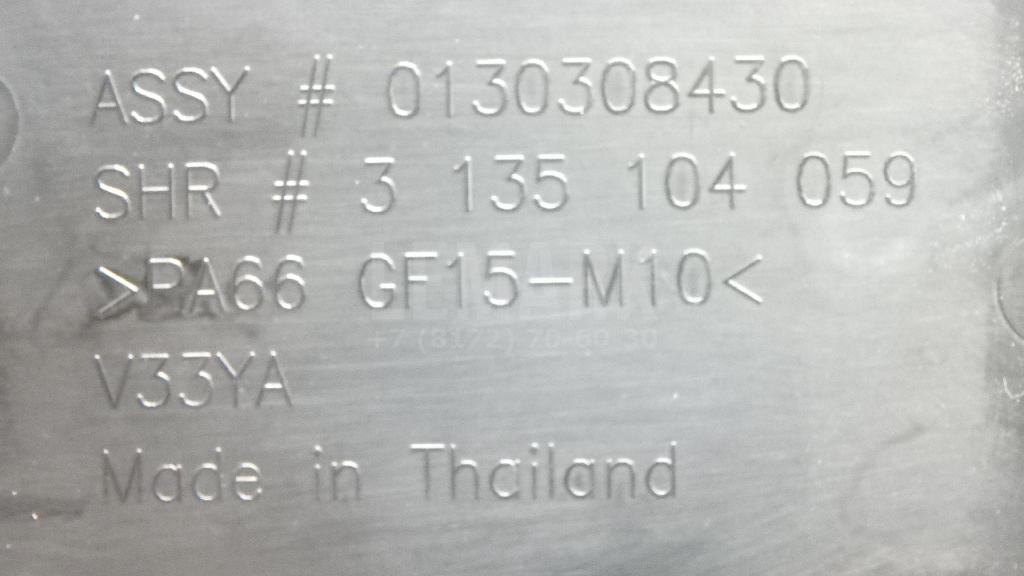 ASSY # 0130308430
SHR # 3 135 104 059
>PA66 GF15-M10<
+7 (8172) 70-60-30
V33YA
Made in Thailand